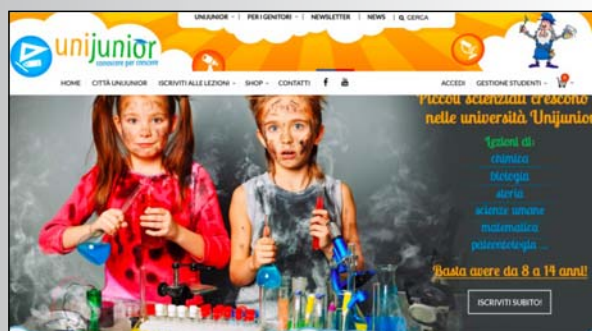 UNIJUNIOR | PER I GENITORI | NEWSLETTER | NEWS | CERCA
unijunior
conoscere per crescere
HOME CITTÀ UNIJUNIOR ISCRIVITI ALLE LEZIONI SHOP CONTATTI f ACCEDI GESTIONE STUDENTI
Piccoli scienziati crescono
nelle università Unijunior
Lezioni di:
chimica
biologia
storia
scienze umane
matematica
paleontologia ...
Basta avere da 8 a 14 anni!
ISCRIVITI SUBITO!